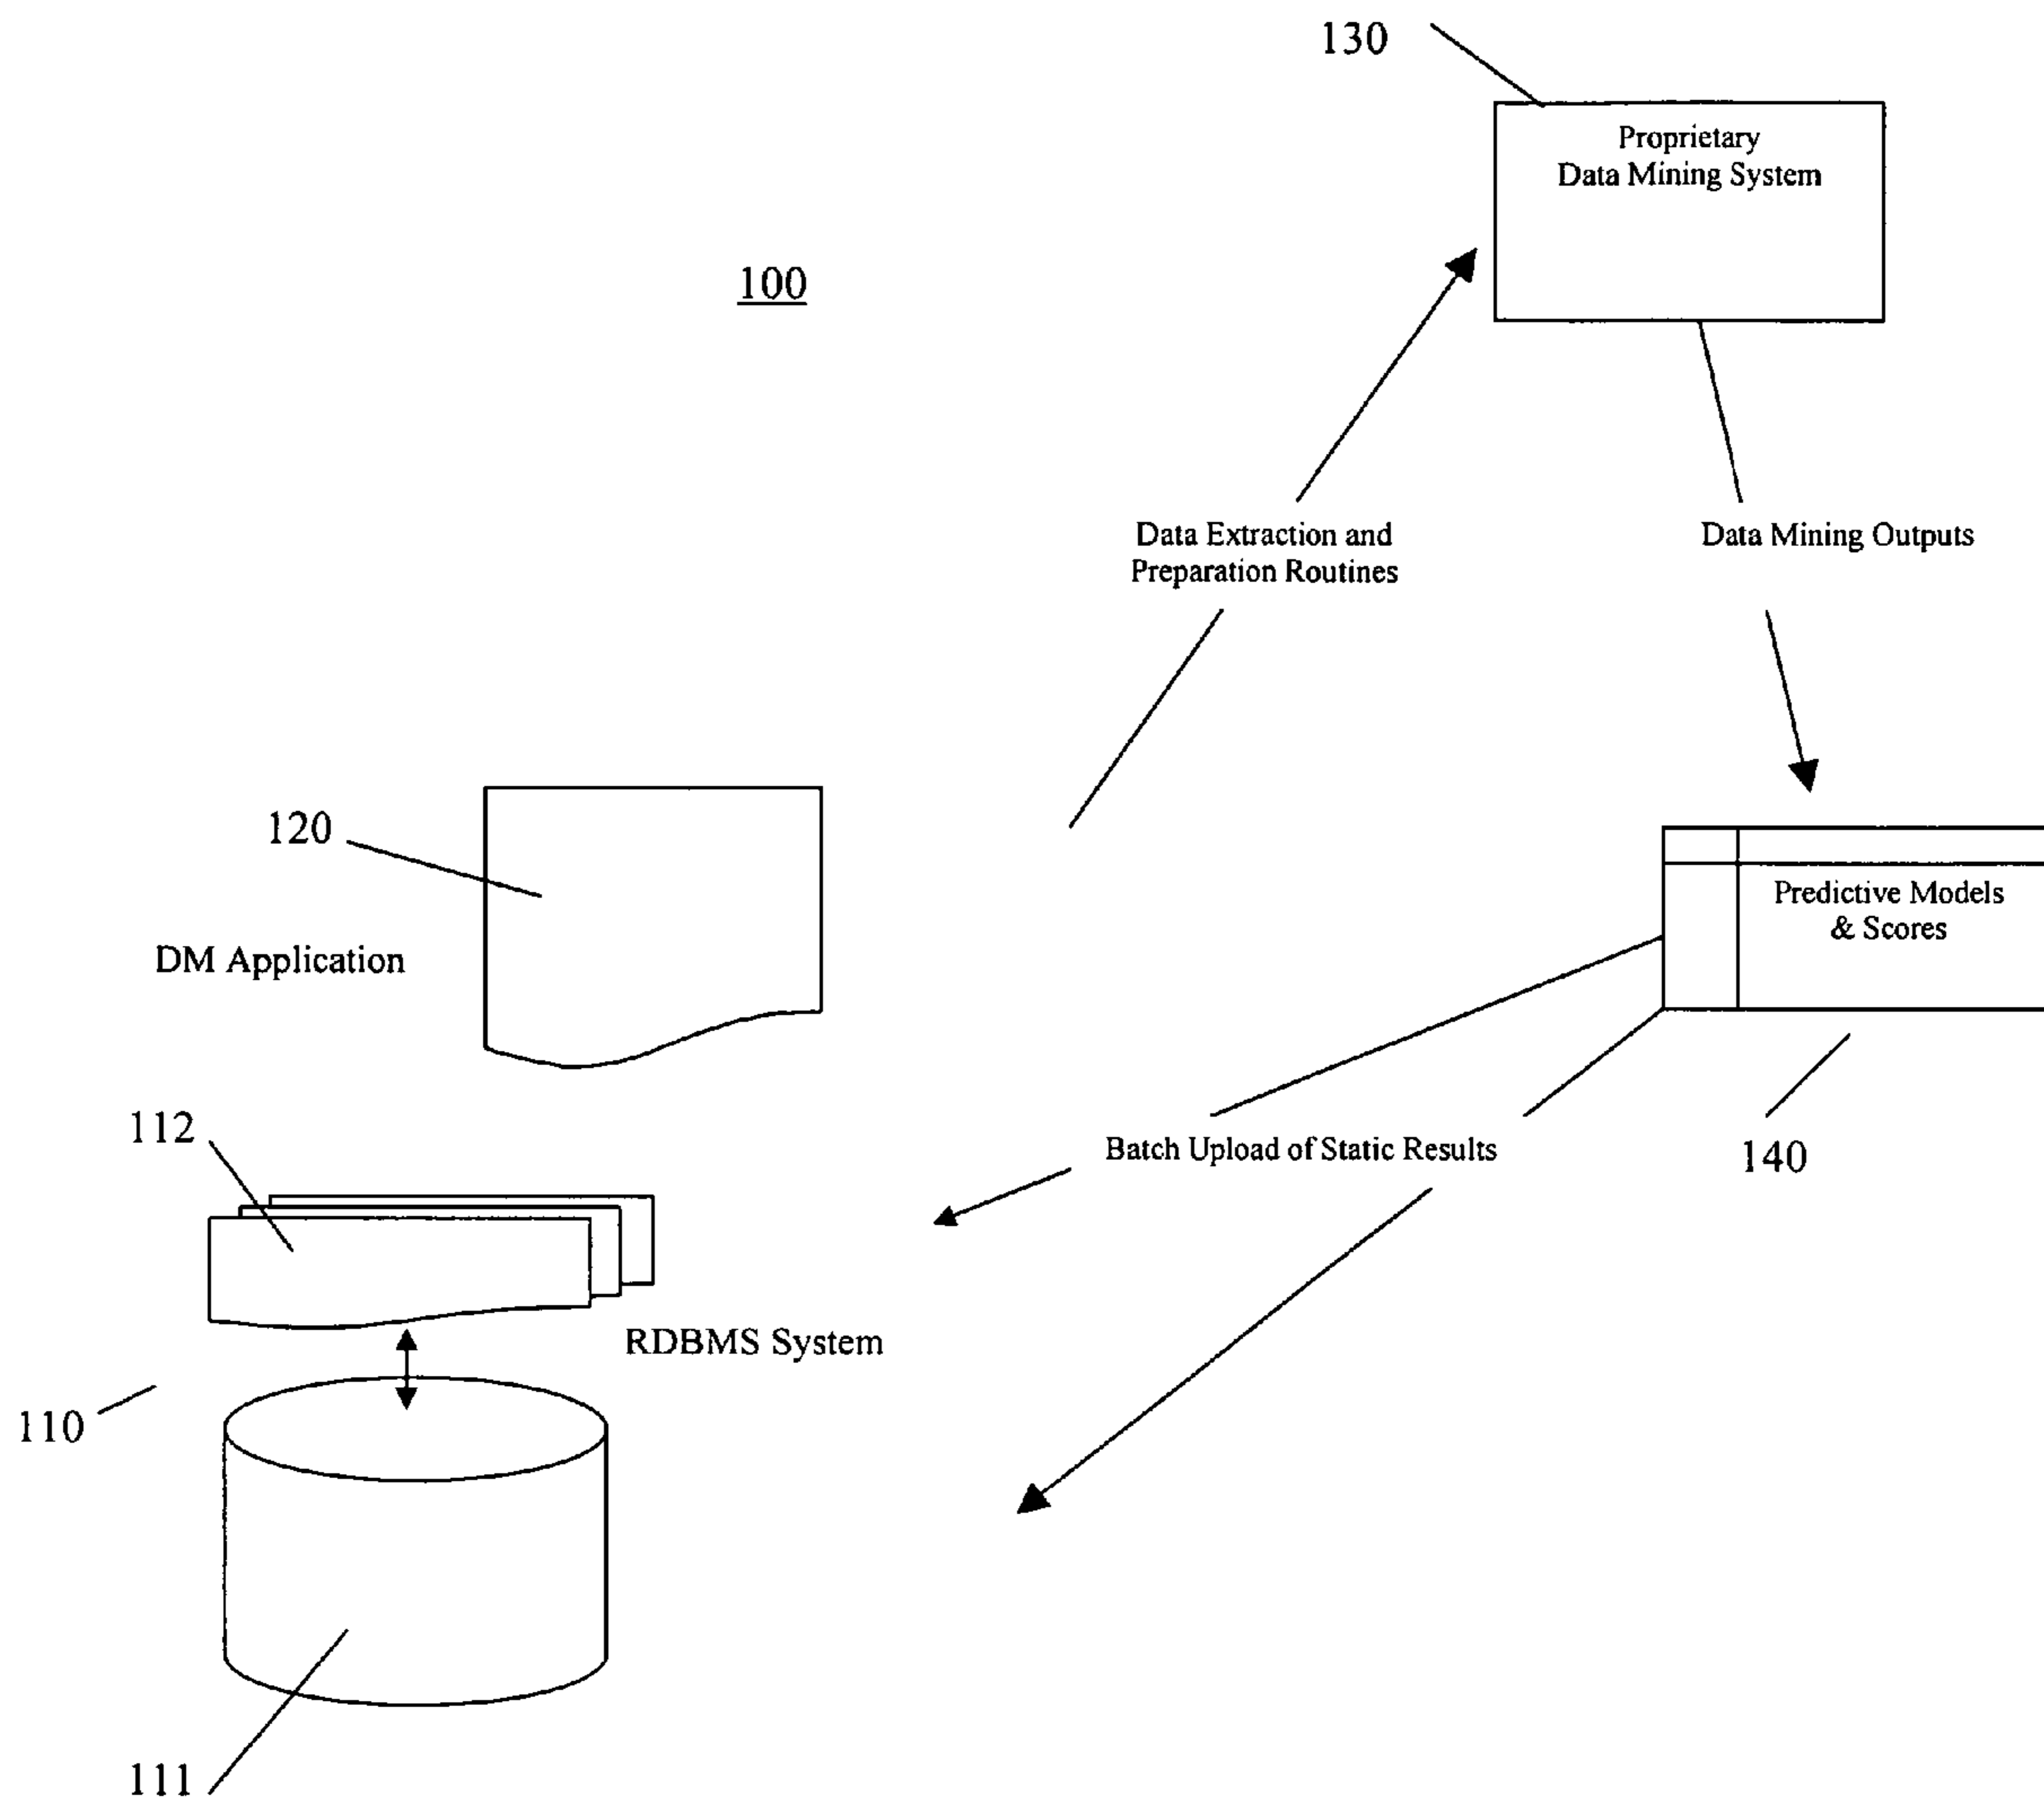 130
Proprietary
Data Mining System
100
Data Extraction and
Preparation Routines
Data Mining Outputs
120
DM Application
Predictive Models
& Scores
112
Batch Upload of Static Results
140
RDBMS System
110
111